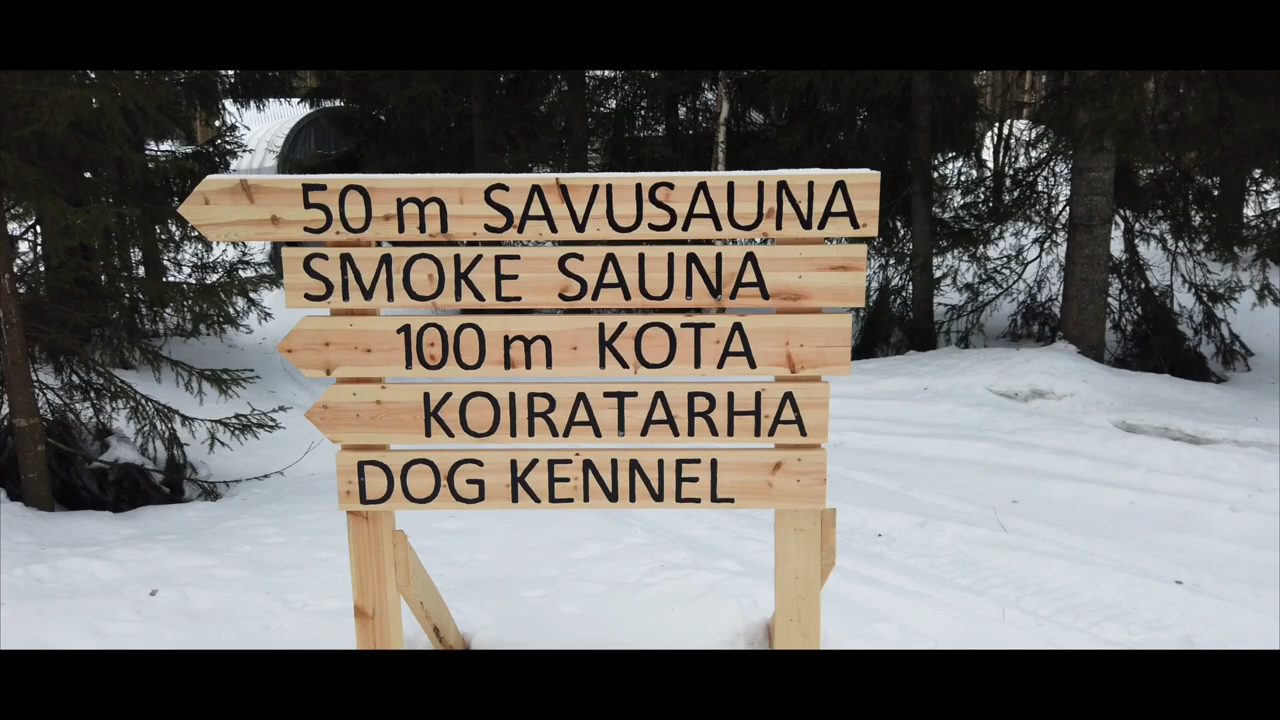 50 m SAVUSAUNA
SMOKE SAUNA
100 m KOTA
KOIRATARHA
DOG KENNEL